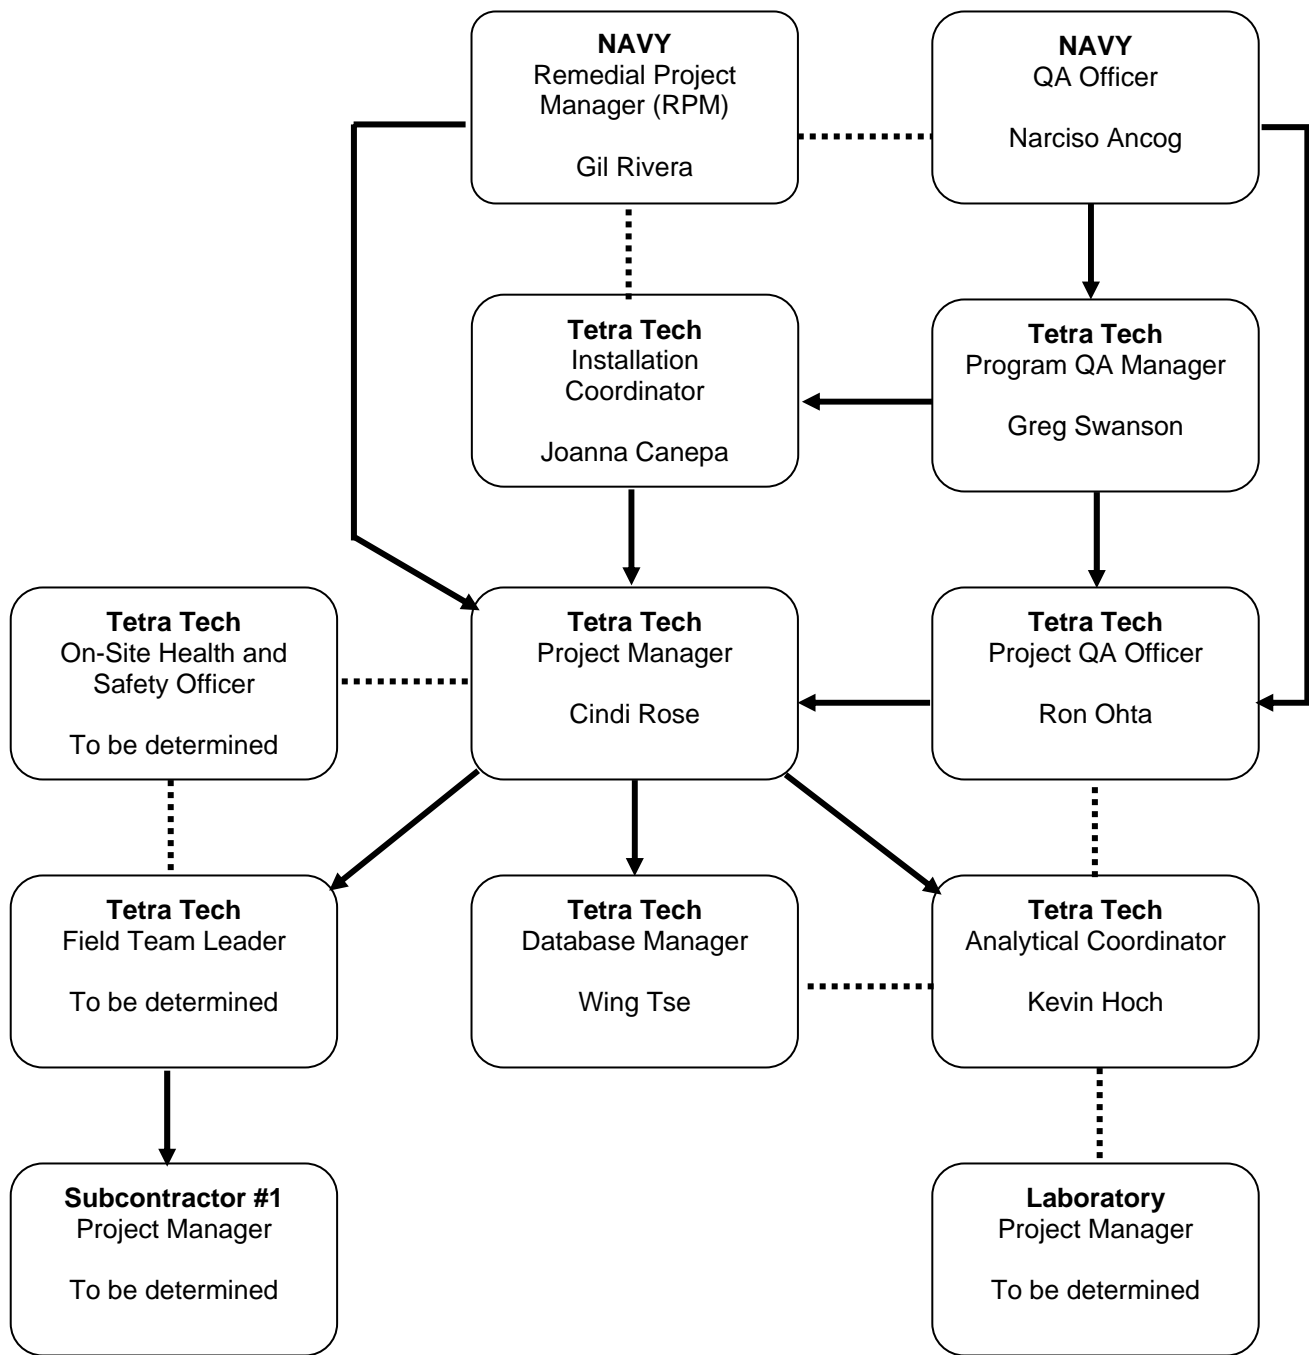 NAVY
Remedial Project
Manager (RPM)
Gil Rivera
NAVY
QA Officer
Narciso Ancog
Tetra Tech
Installation
Coordinator
Joanna Canepa
Tetra Tech
Program QA Manager
Greg Swanson
Tetra Tech
On-Site Health and
Safety Officer
To be determined
Tetra Tech
Project Manager
Cindi Rose
Tetra Tech
Project QA Officer
Ron Ohta
Tetra Tech
Field Team Leader
To be determined
Tetra Tech
Database Manager
Wing Tse
Tetra Tech
Analytical Coordinator
Kevin Hoch
Subcontractor #1
Project Manager
To be determined
Laboratory
Project Manager
To be determined